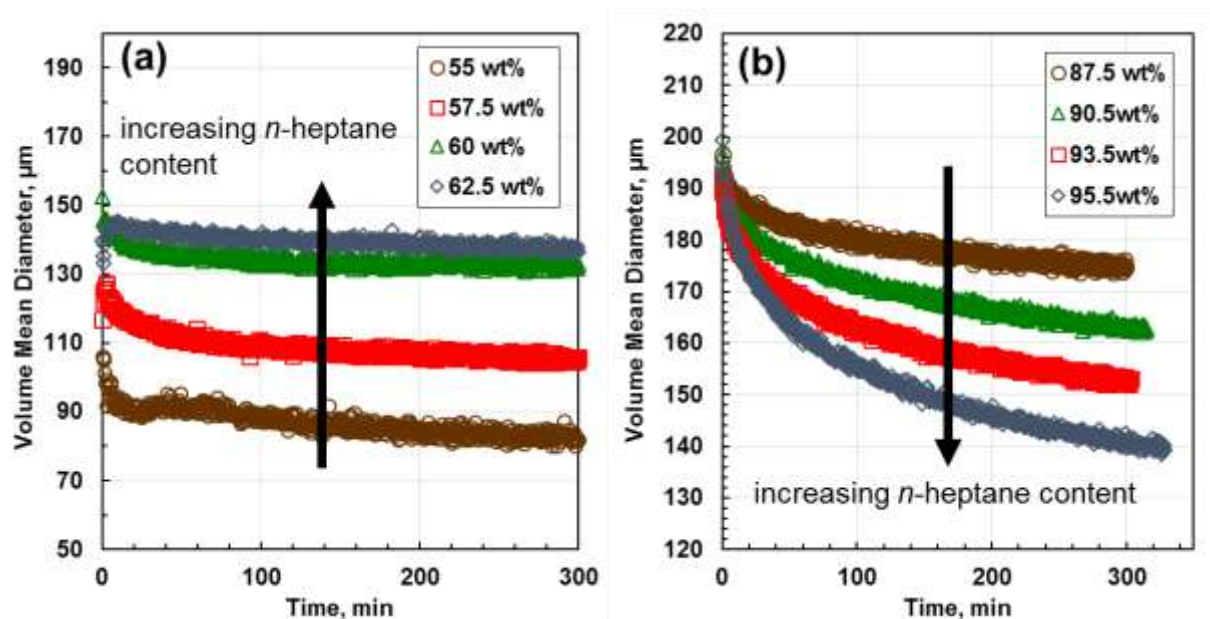 (a)
55 wt%
57.5 wt%
60 wt%
62.5 wt%
increasing n-heptane
content
190
170
150
130
110
90
70
50
0
100
200
300
Volume Mean Diameter, µm
Time, min
(b)
87.5 wt%
90.5wt%
93.5wt%
95.5wt%
increasing n-heptane content
220
210
200
190
180
170
160
150
140
130
120
0
100
200
300
Volume Mean Diameter, µm
Time, min